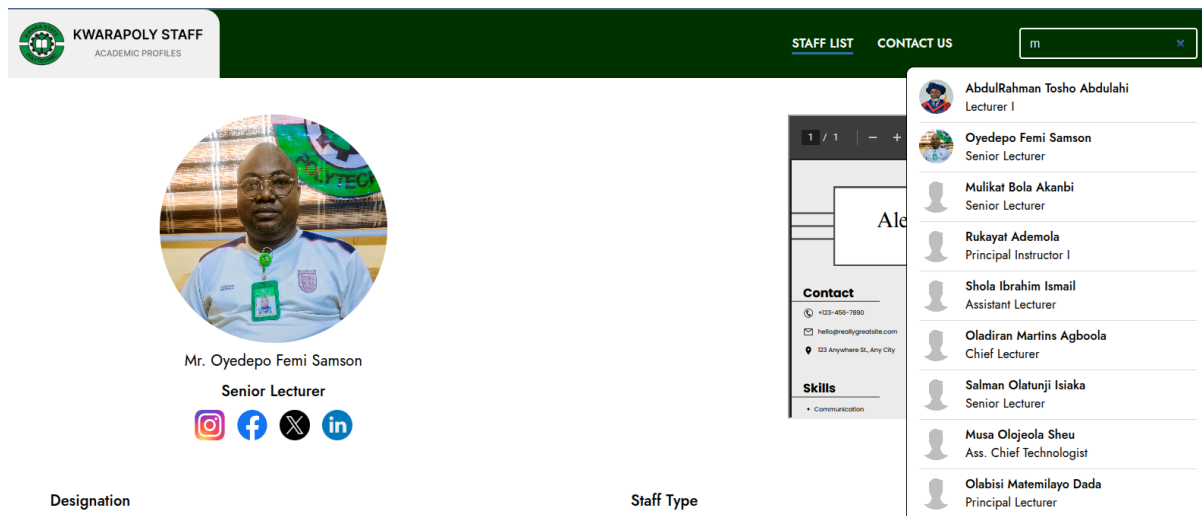 KWARAPOLY STAFF
ACADEMIC PROFILES
STAFF LIST
CONTACT US
m
AbdulRahman Tosho Abdulahi
Lecturer I
Oyedepo Femi Samson
Senior Lecturer
Mulikat Bola Akanbi
Senior Lecturer
Rukayat Ademola
Principal Instructor I
Shola Ibrahim Ismail
Assistant Lecturer
Oladiran Martins Agboola
Chief Lecturer
Salman Olatunji Isiaka
Senior Lecturer
Musa Olojeola Sheu
Ass. Chief Technologist
Olabisi Matemilayo Dada
Principal Lecturer
POLYTEC
Mr. Oyedepo Femi Samson
Senior Lecturer
1 / 1
Ale
Contact
+123-456-7890
hello@reallygreatsite.com
123 Anywhere St., Any City
Skills
Communication
Designation
Staff Type